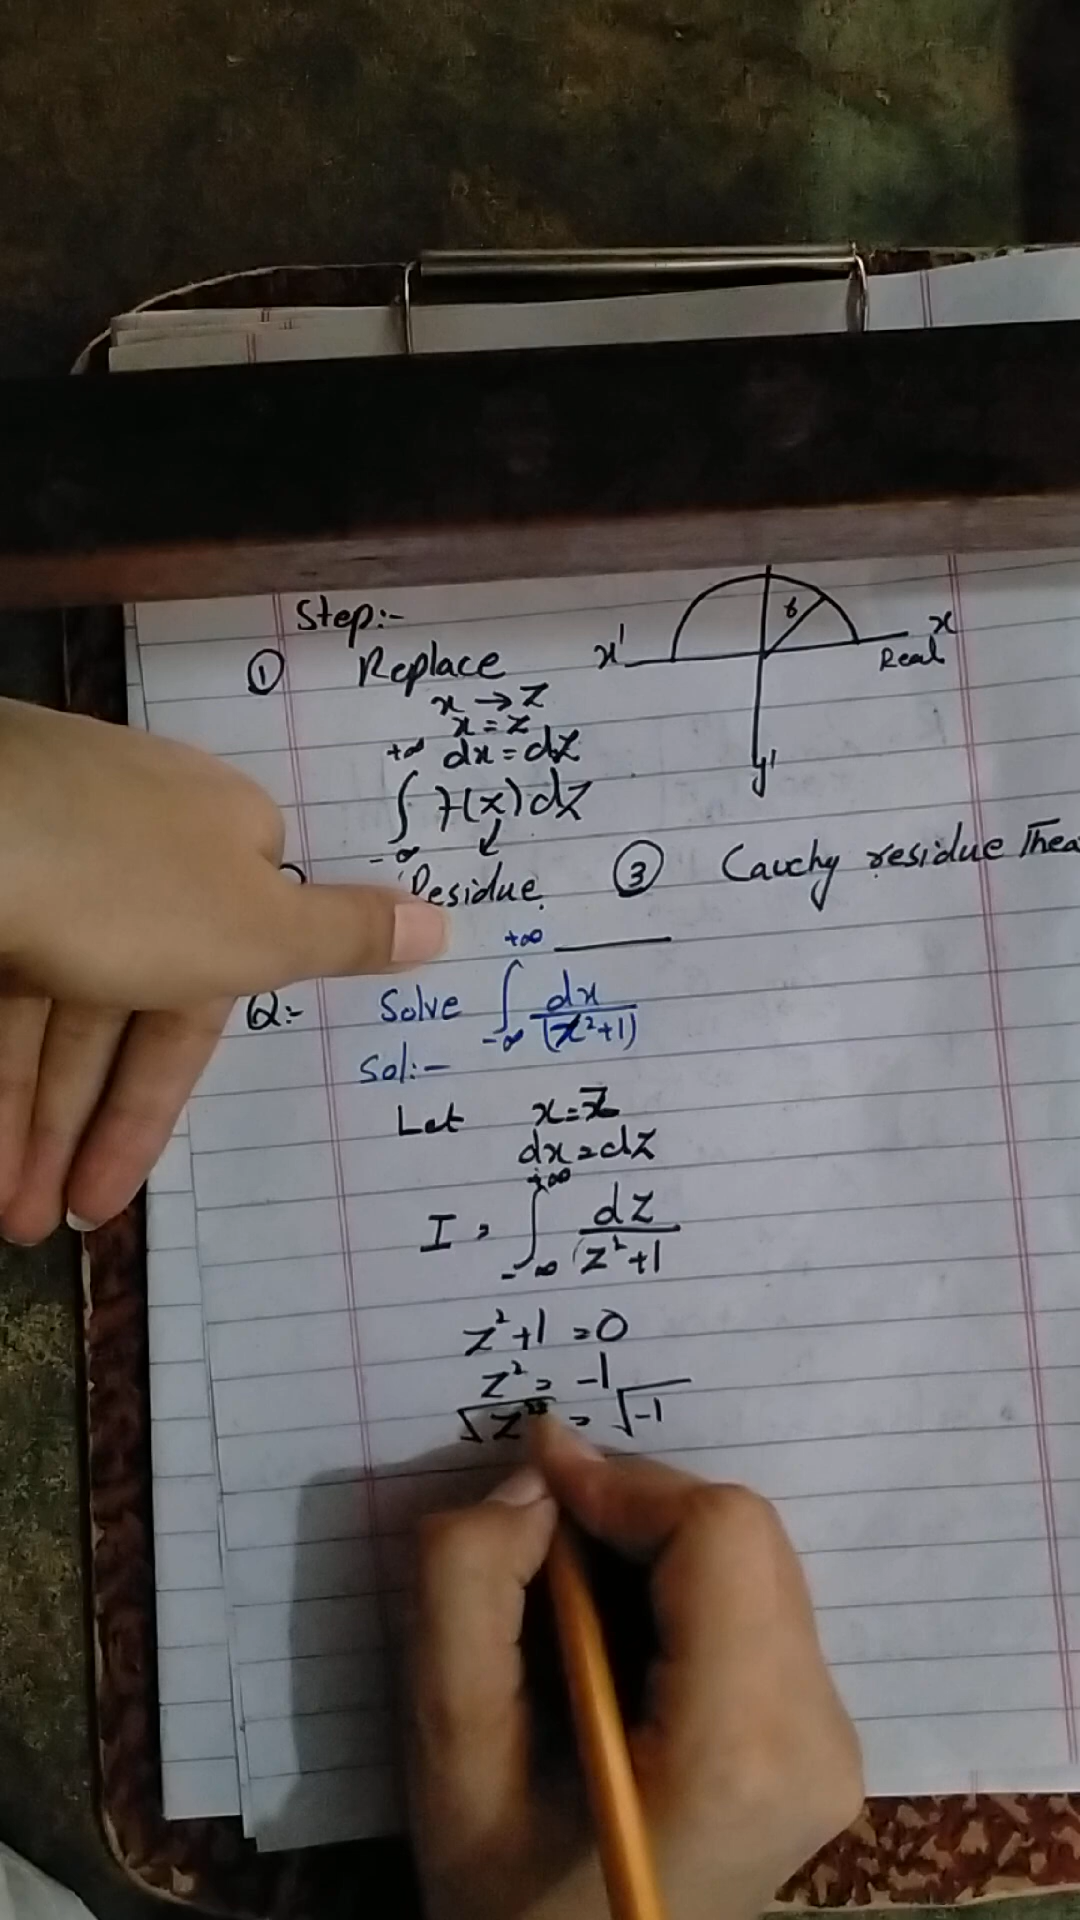 Step:-
① Replace
x → z
x = z
dx = dz
+∞
∫ f(x) dz
-∞
x' x
Real
y'
Residue. ③ Cauchy residue Thea
Q:- Solve ∫ dx/(x²+1)
+∞
-∞
Sol:-
Let x=z
dx=dz
I = ∫ dz/(z²+1)
+∞
-∞
z²+1 = 0
z² = -1
√z² = √-1